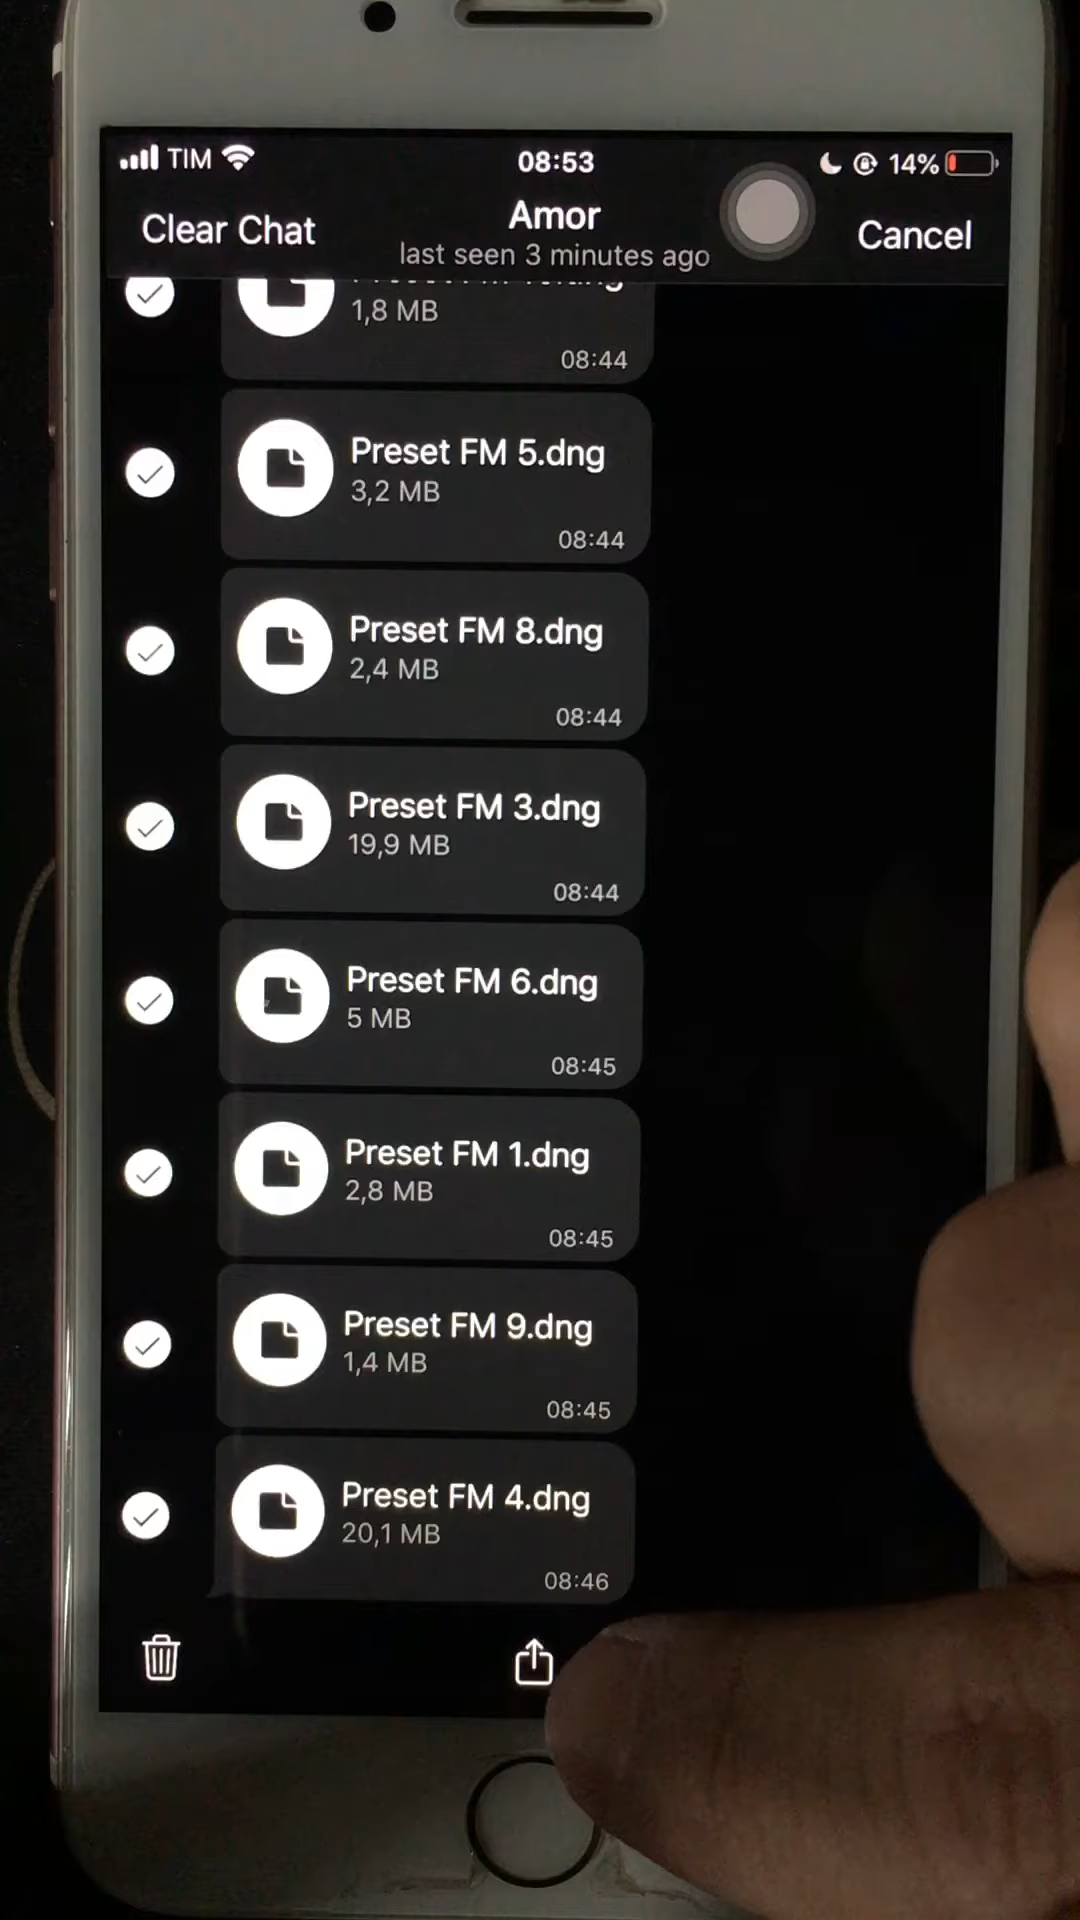 TIM 08:53 14%
Clear Chat Amor Cancel
last seen 3 minutes ago
1,8 MB
08:44
Preset FM 5.dng
3,2 MB
08:44
Preset FM 8.dng
2,4 MB
08:44
Preset FM 3.dng
19,9 MB
08:44
Preset FM 6.dng
5 MB
08:45
Preset FM 1.dng
2,8 MB
08:45
Preset FM 9.dng
1,4 MB
08:45
Preset FM 4.dng
20,1 MB
08:46